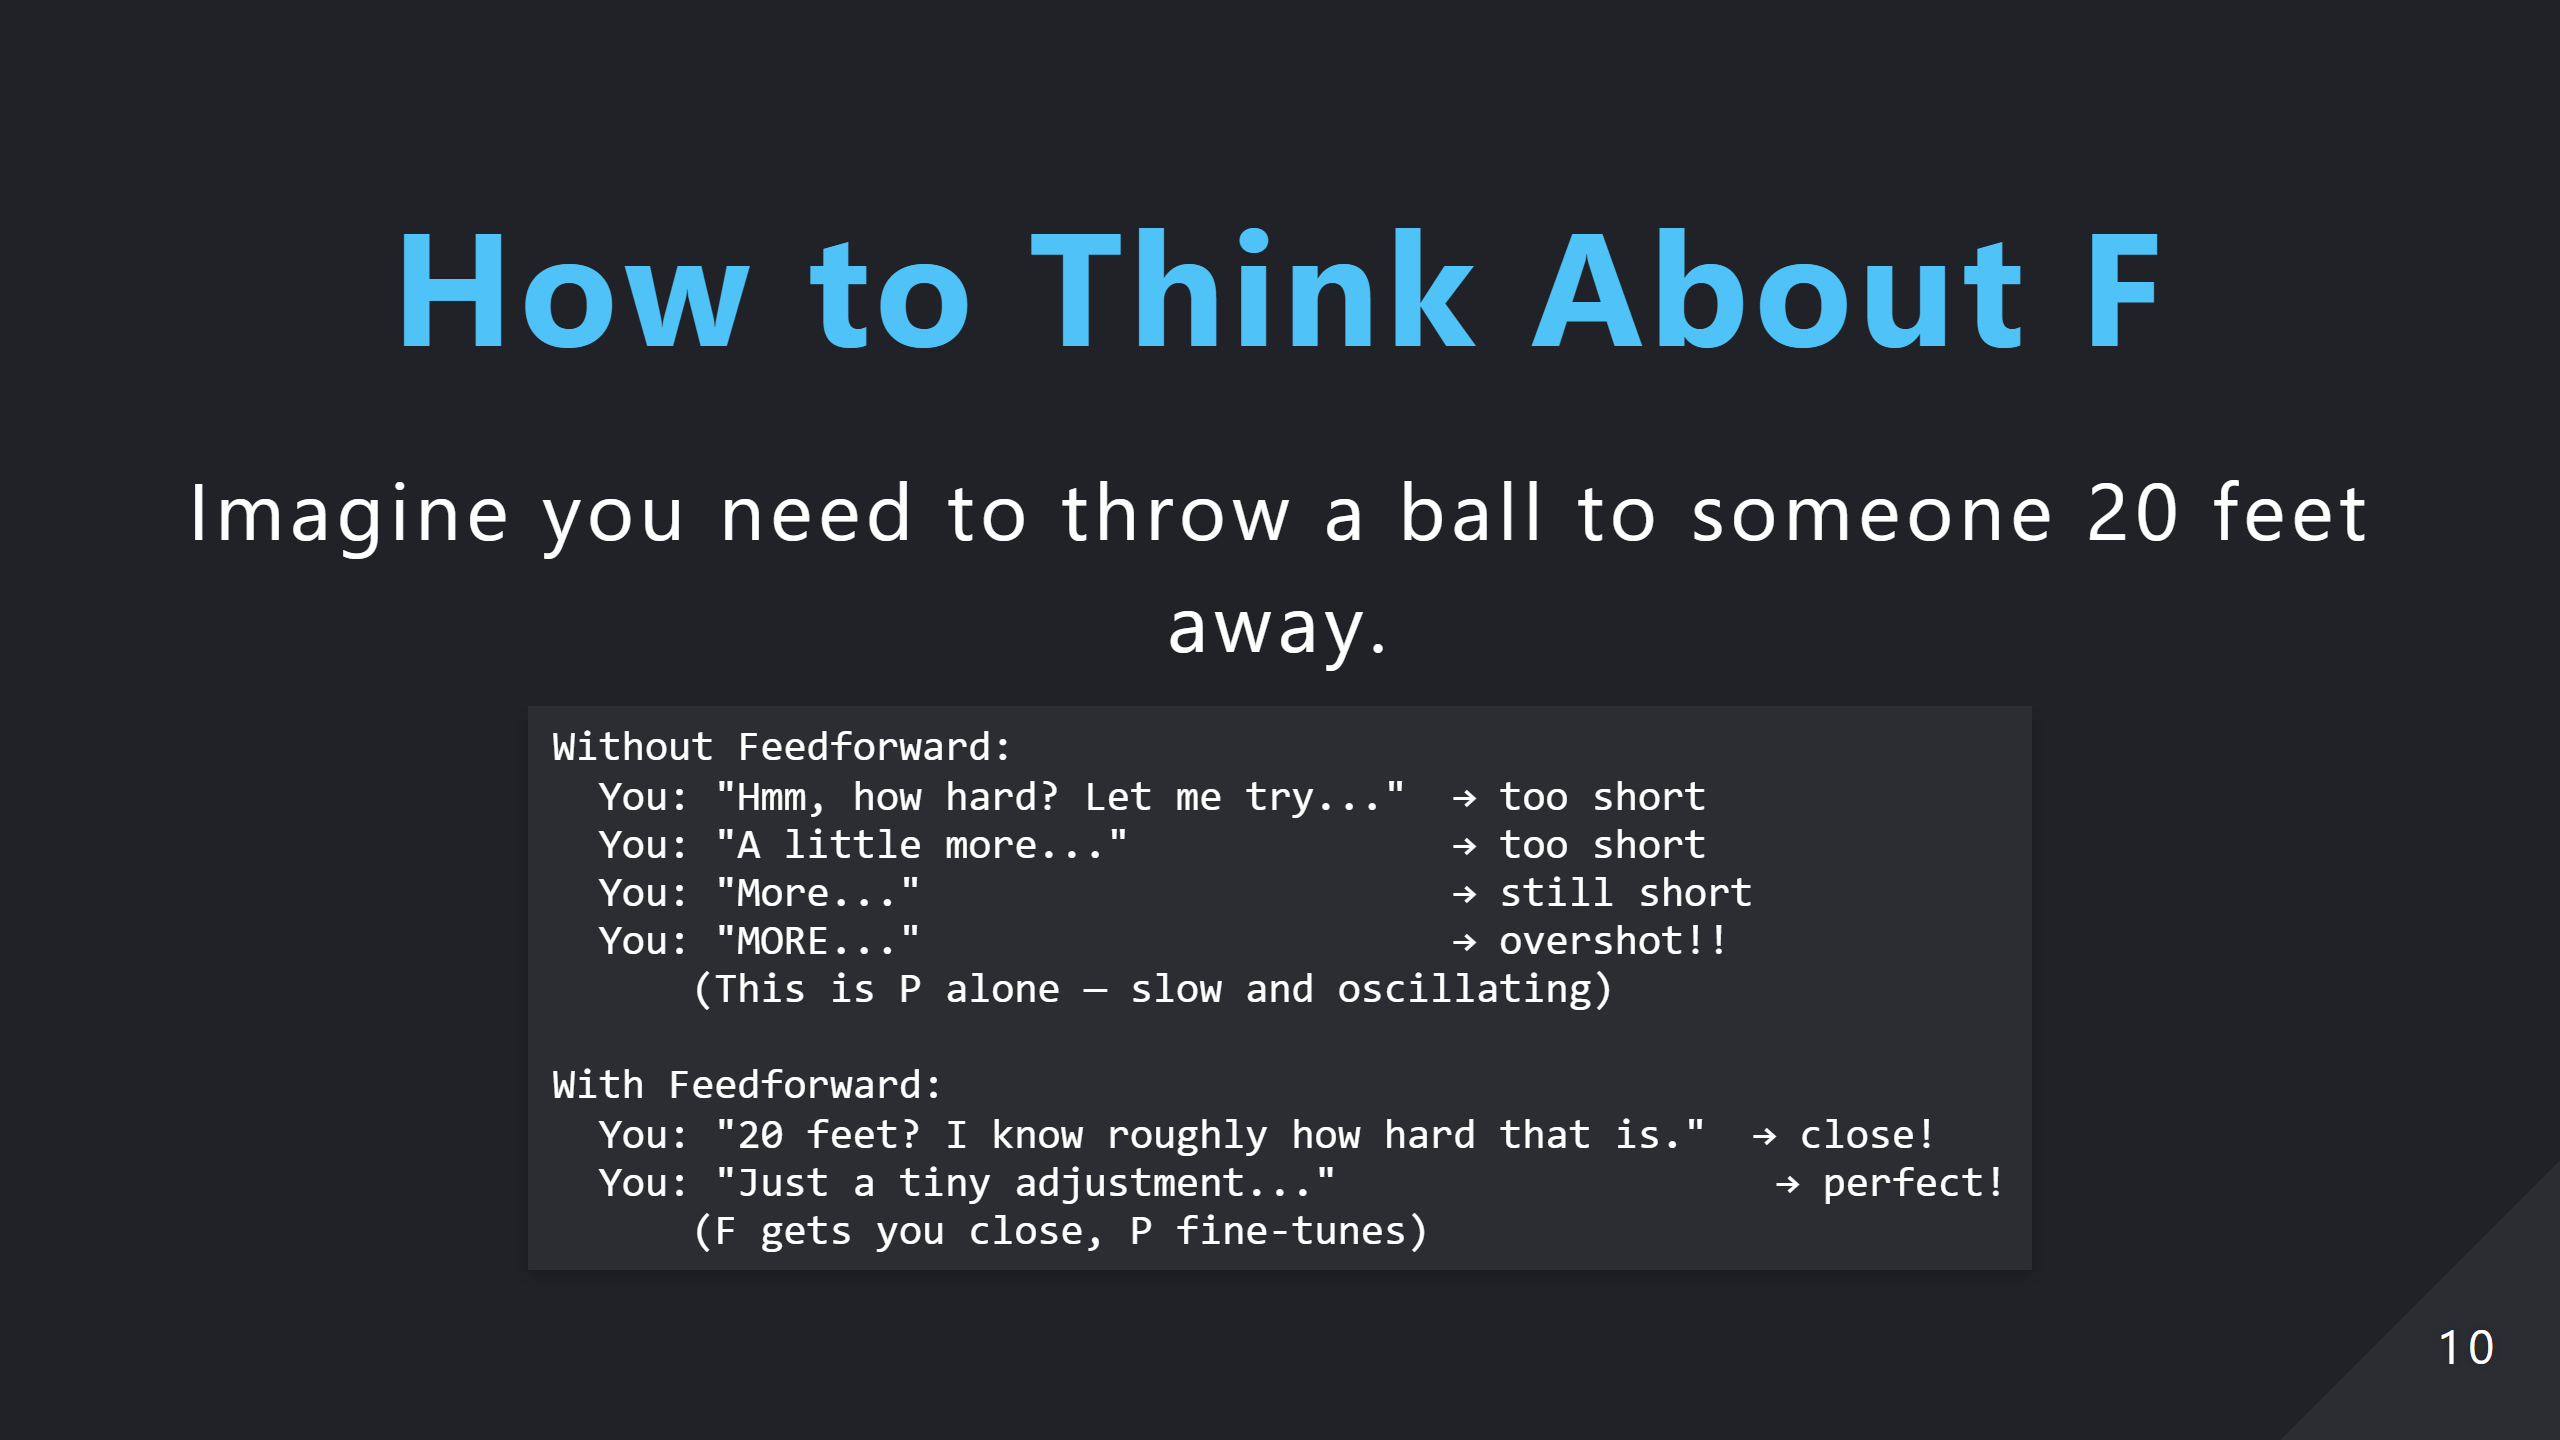 How to Think About F
Imagine you need to throw a ball to someone 20 feet
away.
Without Feedforward:
  You: "Hmm, how hard? Let me try..."  → too short
  You: "A little more..."              → too short
  You: "More..."                       → still short
  You: "MORE..."                       → overshot!!
      (This is P alone — slow and oscillating)

With Feedforward:
  You: "20 feet? I know roughly how hard that is."  → close!
  You: "Just a tiny adjustment..."                   → perfect!
      (F gets you close, P fine-tunes)
10